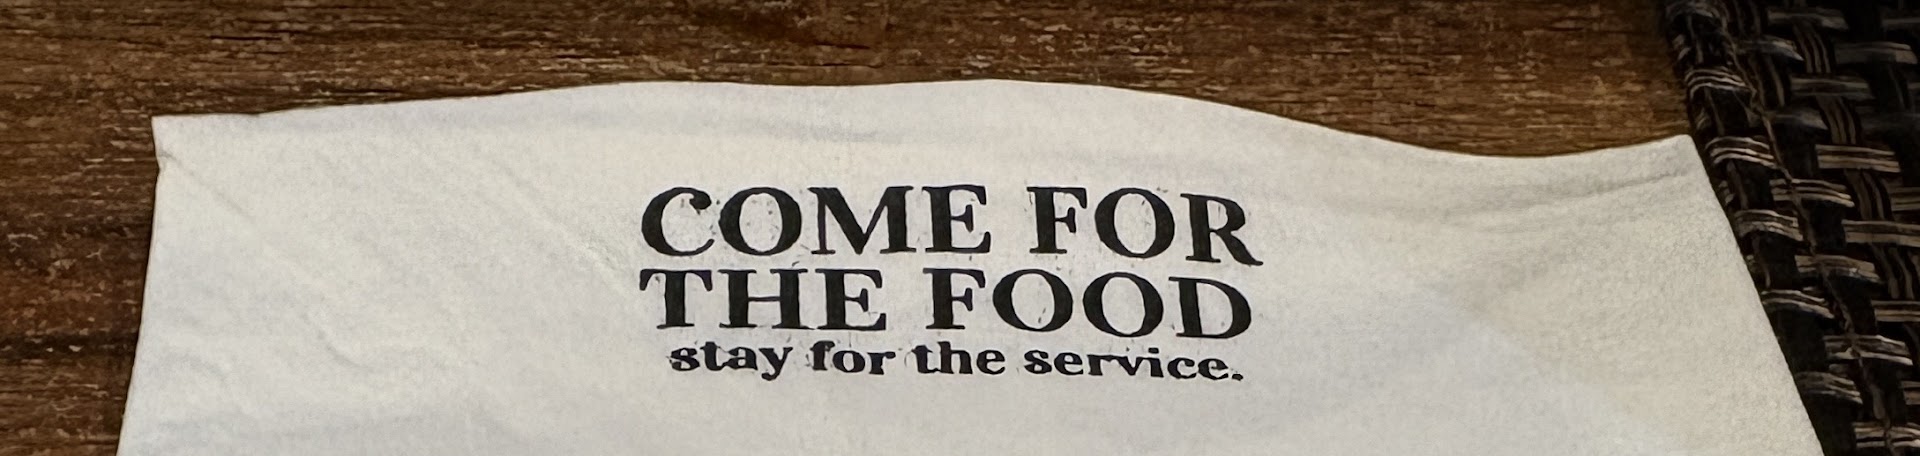 COME FOR
THE FOOD
stay for the service.